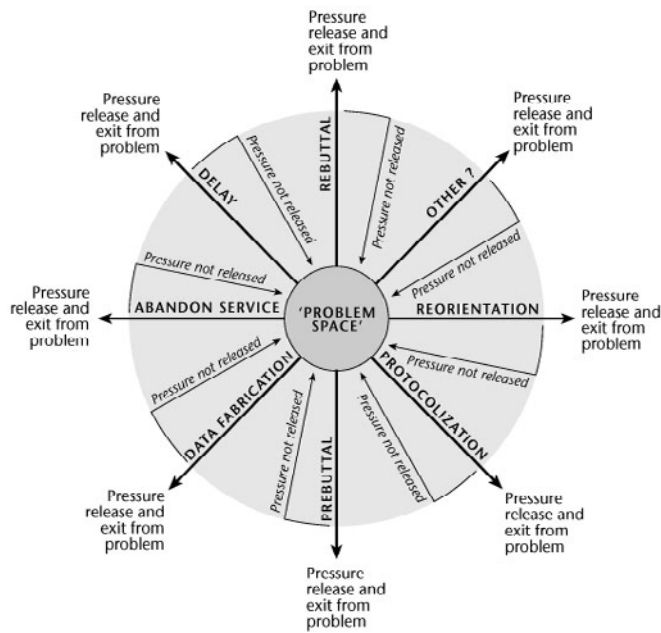 Pressure
release and
exit from
problem
Pressure
release and
exit from
problem
Pressure
release and
exit from
problem
REBUTTAL
Pressure not released
DELAY
Pressure not released
OTHER ?
Pressure not released
Pressure not released
ABANDON SERVICE
'PROBLEM
SPACE'
REORIENTATION
Pressure
release and
exit from
problem
Pressure
release and
exit from
problem
Pressure not released
DATA FABRICATION
Pressure not released
PREBUTTAL
Pressure not released
PROTOCOLIZATION
Pressure not released
Pressure
release and
exit from
problem
Pressure
release and
exit from
problem
Pressure
release and
exit from
problem